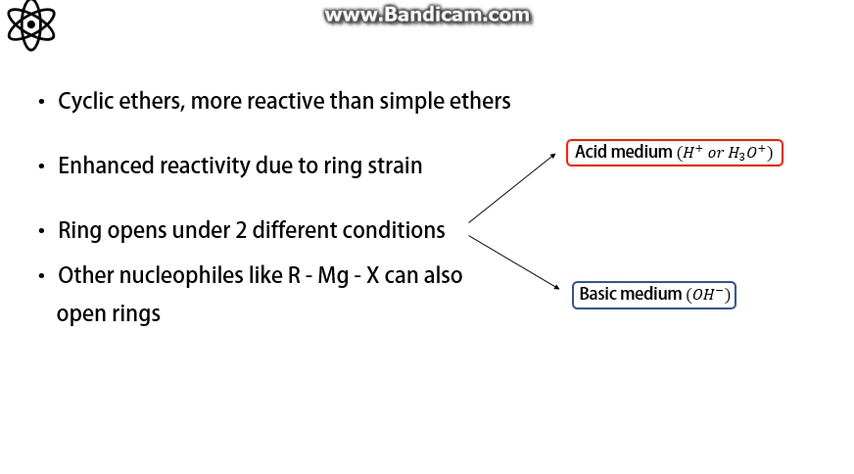 www.Bandicam.com
• Cyclic ethers, more reactive than simple ethers
• Enhanced reactivity due to ring strain
• Ring opens under 2 different conditions
• Other nucleophiles like R - Mg - X can also
open rings
Acid medium (H⁺ or H₃O⁺)
Basic medium (OH⁻)